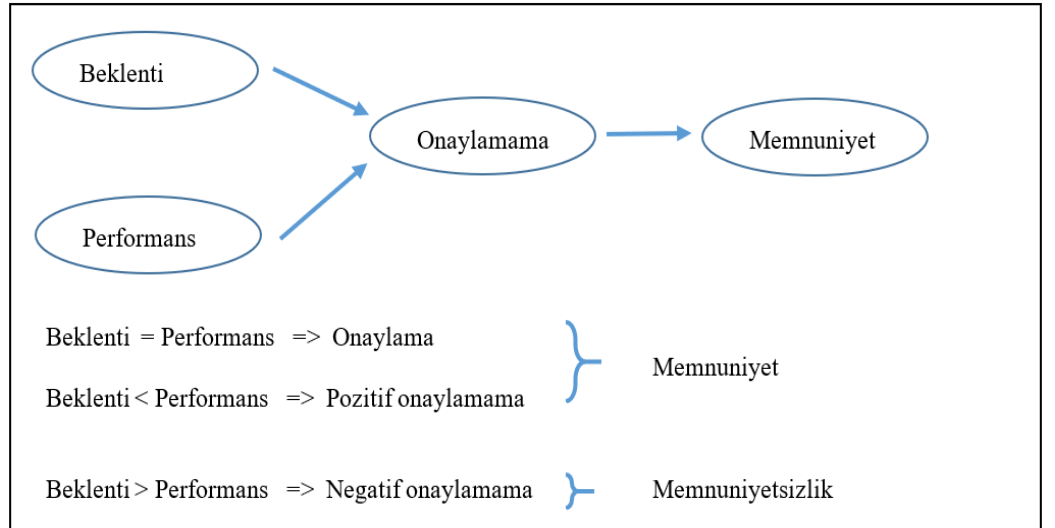 Beklenti
Onaylamama
Memnuniyet
Performans
Beklenti = Performans => Onaylama
Memnuniyet
Beklenti < Performans => Pozitif onaylamama
Beklenti > Performans => Negatif onaylamama
Memnuniyetsizlik